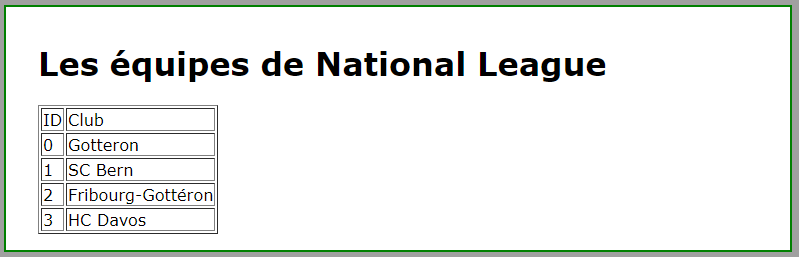 Les équipes de National League
ID Club
0 Gotteron
1 SC Bern
2 Fribourg-Gottéron
3 HC Davos